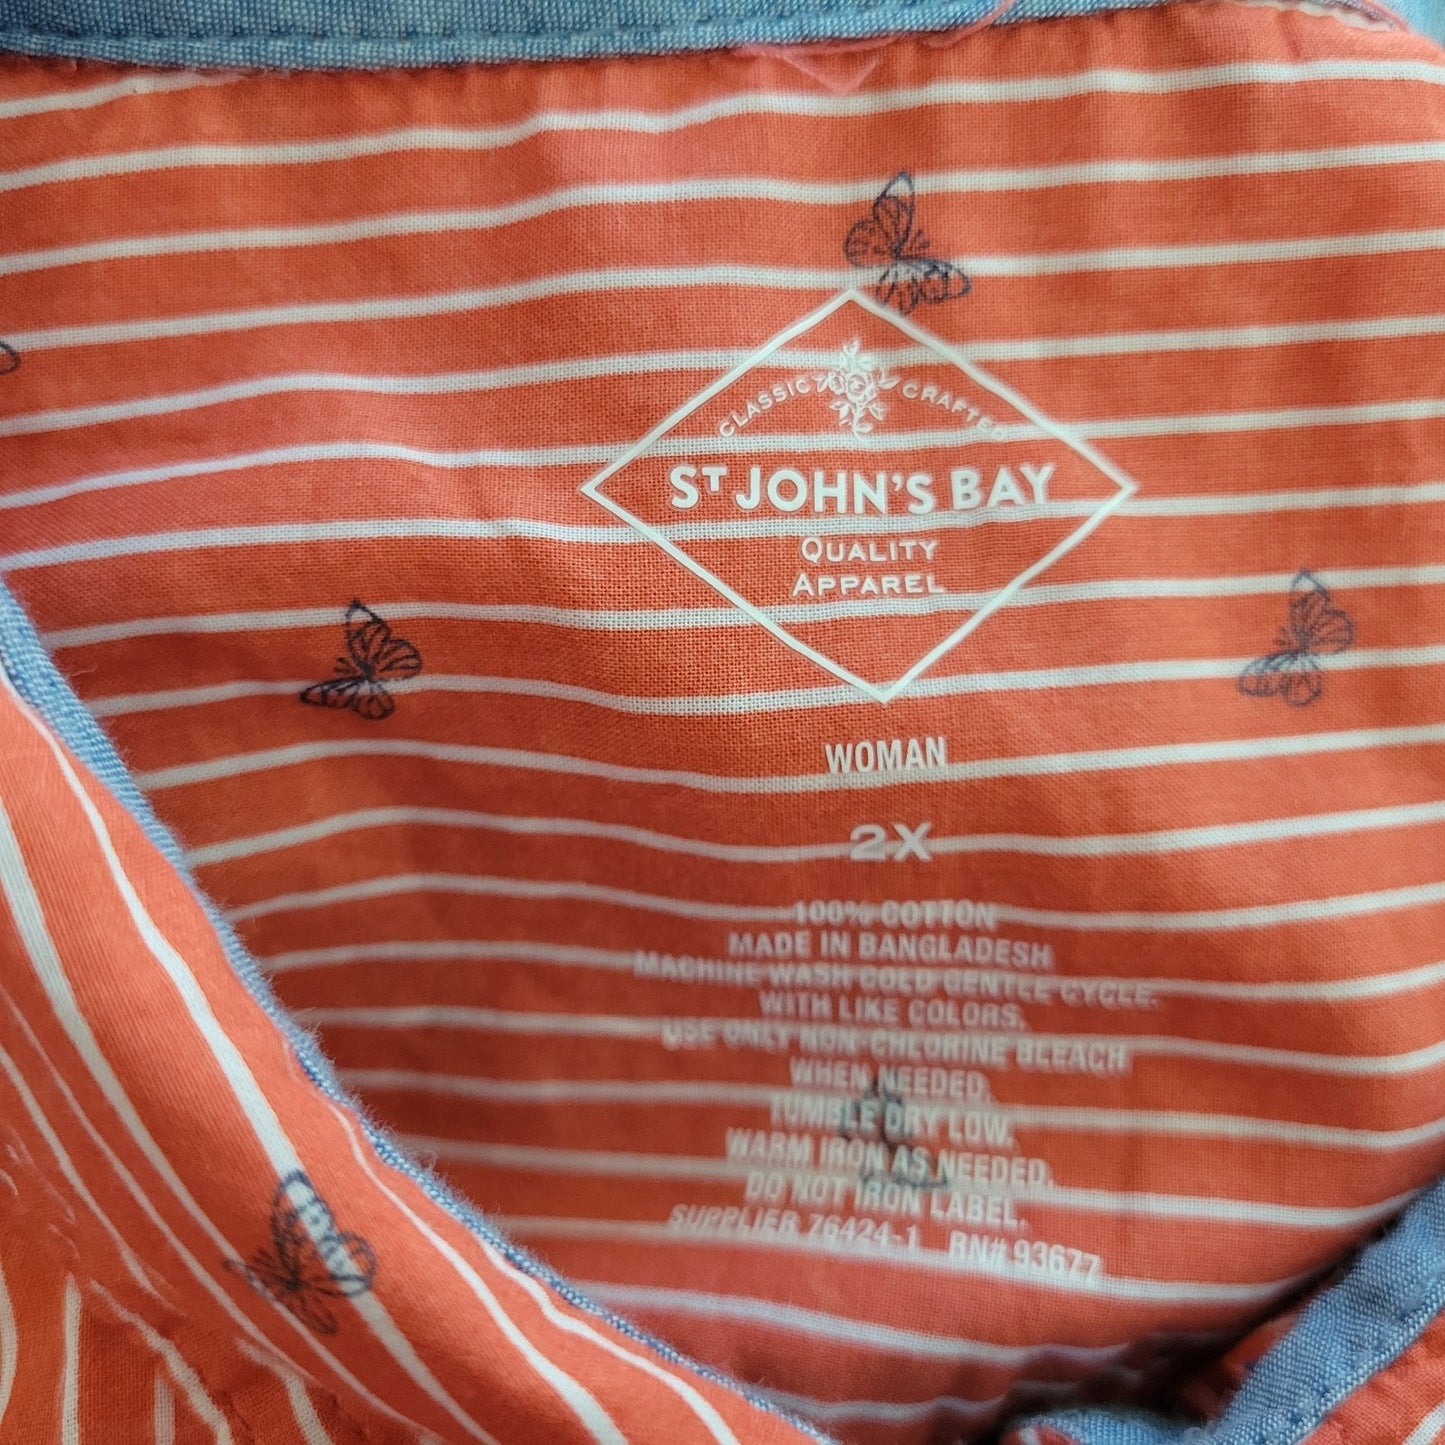 CLASSIC & CRAFTED
ST JOHN'S BAY
QUALITY
APPAREL
WOMAN
2X
100% COTTON
MADE IN BANGLADESH
MACHINE WASH COLD GENTLE CYCLE.
WITH LIKE COLORS.
USE ONLY NON-CHLORINE BLEACH
WHEN NEEDED.
TUMBLE DRY LOW.
WARM IRON AS NEEDED.
DO NOT IRON LABEL.
SUPPLIER 76424-1 RN# 93677